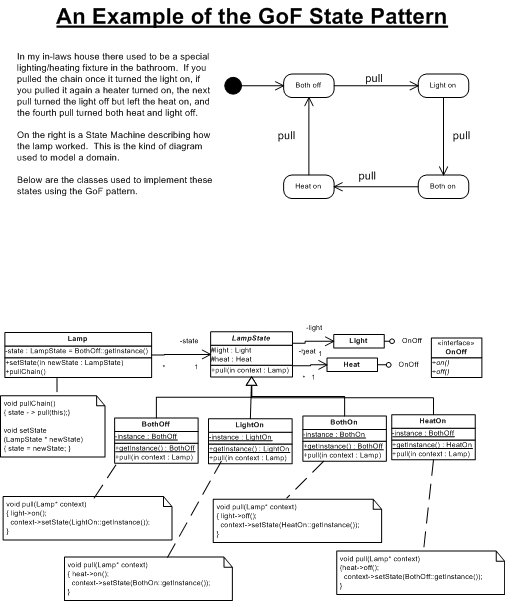 An Example of the GoF State Pattern
In my in-laws house there used to be a special
lighting/heating fixture in the bathroom. If you
pulled the chain once it turned the light on, if
you pulled it again a heater turned on, the next
pull turned the light off but left the heat on, and
the fourth pull turned both heat and light off.
On the right is a State Machine describing how
the lamp worked. This is the kind of diagram
used to model a domain.
Below are the classes used to implement these
states using the GoF pattern.
Both off
pull
Light on
pull
pull
Heat on
pull
Both on
Lamp
-state : LampState = BothOff::getInstance()
+setState(in newState : LampState)
+pullChain()
-state
*
1
LampState
#light : Light
#heat : Heat
+pull(in context : Lamp)
-light
-heat
1
*
1
Light
OnOff
Heat
OnOff
«interface»
OnOff
+on()
+off()
void pullChain()
{ state - > pull(this);}
void setState
(LampState * newState)
{ state = newState; }
BothOff
-instance : BothOff
+getInstance() : BothOff
+pull(in context : Lamp)
LightOn
-instance : LightOn
+getInstance() : LightOn
+pull(in context : Lamp)
BothOn
-instance : BothOn
+getInstance() : BothOn
+pull(in context : Lamp)
HeatOn
-instance : HeatOn
+getInstance() : HeatOn
+pull(in context : Lamp)
void pull(Lamp* context)
{ light->on();
context->setState(LightOn::getInstance());
}
void pull(Lamp* context)
{ light->off();
context->setState(HeatOn::getInstance());
}
void pull(Lamp* context)
{ heat->on();
context->setState(BothOn::getInstance());
}
void pull(Lamp* context)
{heat->off();
context->setState(BothOff::getInstance());
}